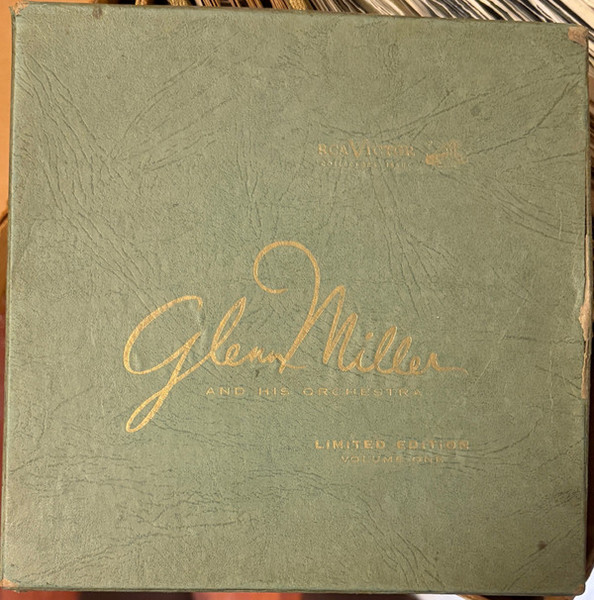 RCA VICTOR
Glenn Miller
AND HIS ORCHESTRA
LIMITED EDITION
VOLUME ONE